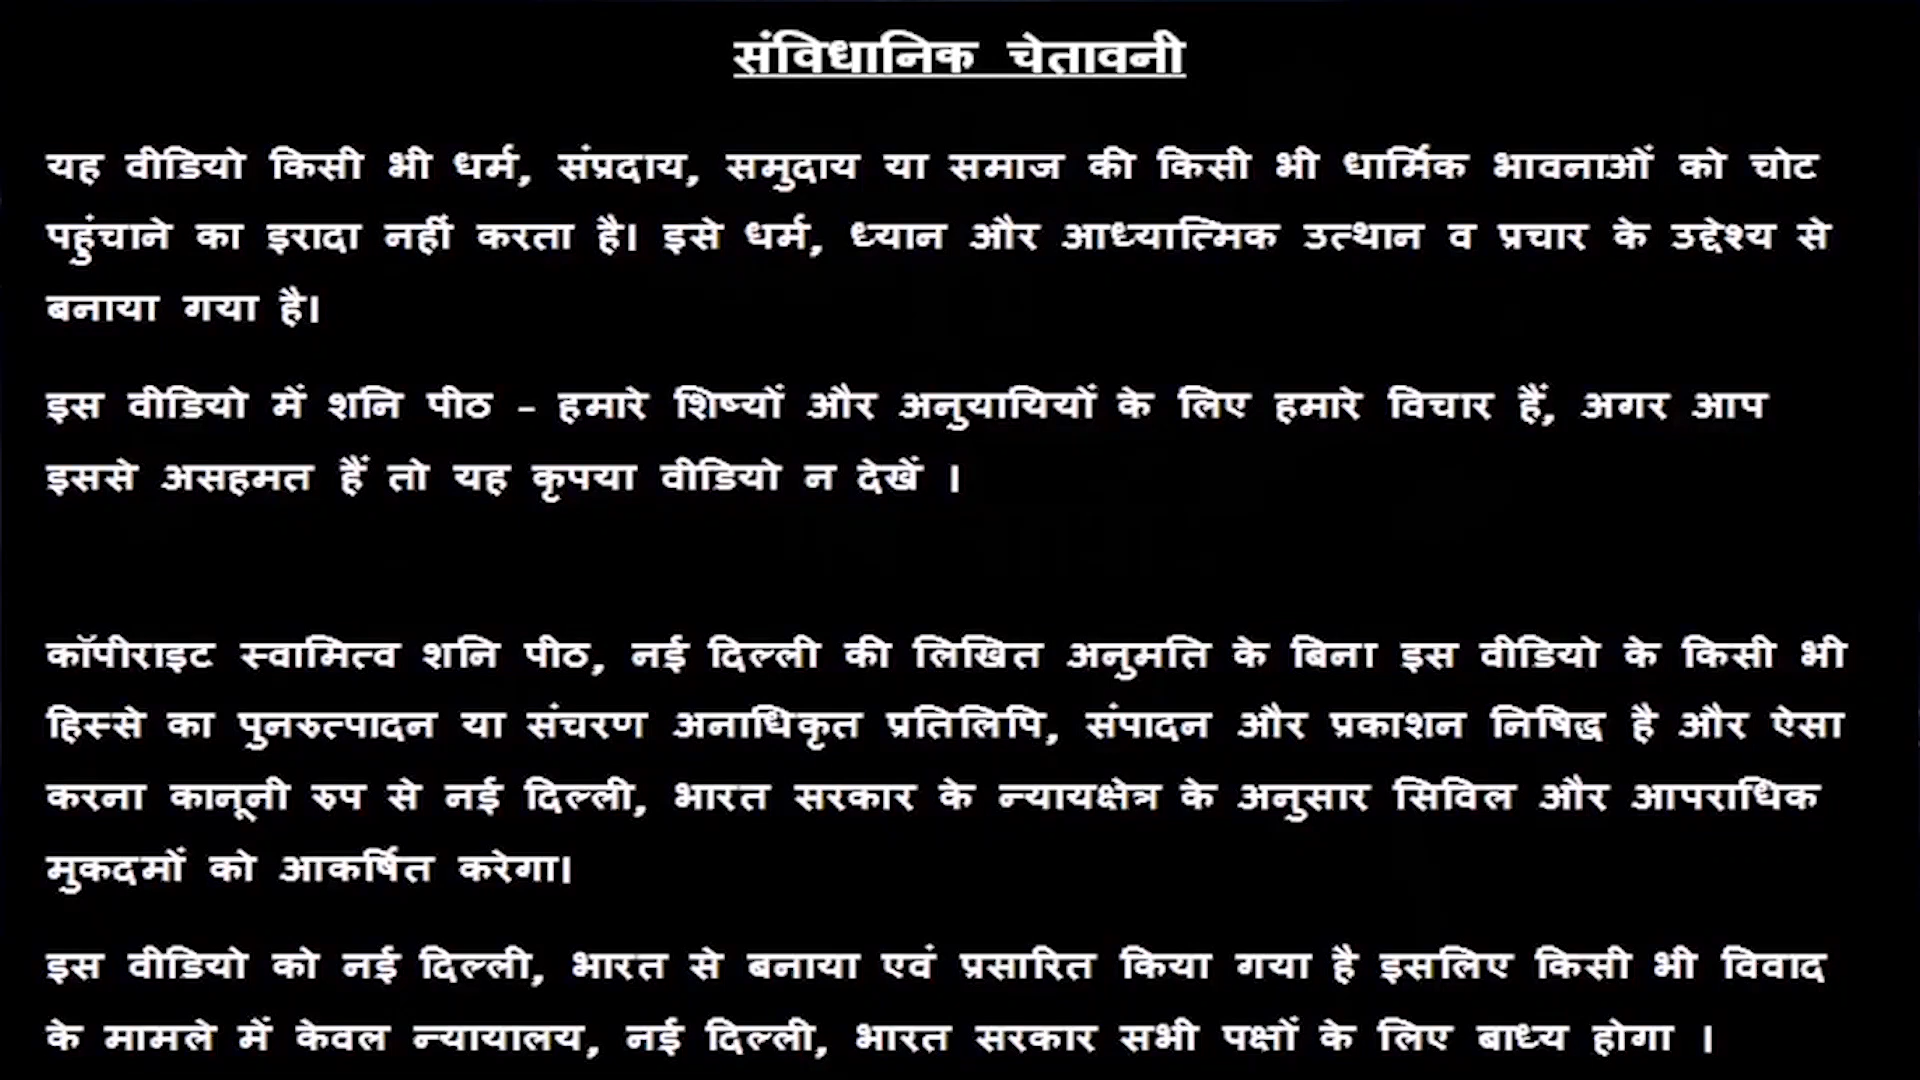 संविधानिक चेतावनी
यह वीडियो किसी भी धर्म, संप्रदाय, समुदाय या समाज की किसी भी धार्मिक भावनाओं को चोट
पहुंचाने का इरादा नहीं करता है। इसे धर्म, ध्यान और आध्यात्मिक उत्थान व प्रचार के उद्देश्य से
बनाया गया है।
इस वीडियो में शनि पीठ - हमारे शिष्यों और अनुयायियों के लिए हमारे विचार हैं, अगर आप
इससे असहमत हैं तो यह कृपया वीडियो न देखें ।
कॉपीराइट स्वामित्व शनि पीठ, नई दिल्ली की लिखित अनुमति के बिना इस वीडियो के किसी भी
हिस्से का पुनरुत्पादन या संचरण अनाधिकृत प्रतिलिपि, संपादन और प्रकाशन निषिद्ध है और ऐसा
करना कानूनी रुप से नई दिल्ली, भारत सरकार के न्यायक्षेत्र के अनुसार सिविल और आपराधिक
मुकदमों को आकर्षित करेगा।
इस वीडियो को नई दिल्ली, भारत से बनाया एवं प्रसारित किया गया है इसलिए किसी भी विवाद
के मामले में केवल न्यायालय, नई दिल्ली, भारत सरकार सभी पक्षों के लिए बाध्य होगा ।